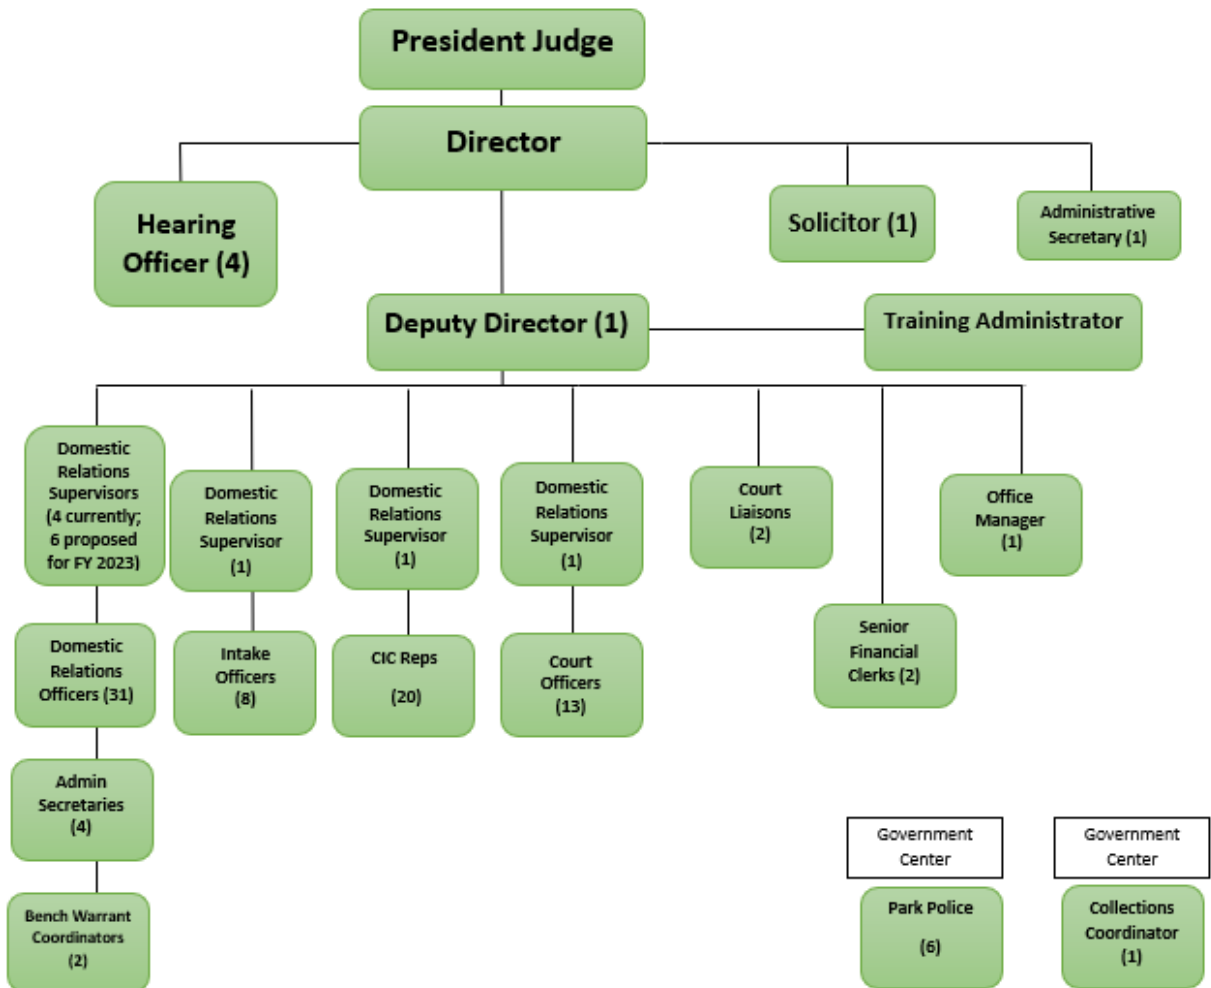 President Judge
Director
Hearing
Officer (4)
Solicitor (1)
Administrative
Secretary (1)
Deputy Director (1)
Training Administrator
Domestic
Relations
Supervisors
(4 currently;
6 proposed
for FY 2023)
Domestic
Relations
Supervisor
(1)
Domestic
Relations
Supervisor
(1)
Domestic
Relations
Supervisor
(1)
Court
Liaisons
(2)
Office
Manager
(1)
Senior
Financial
Clerks (2)
Domestic
Relations
Officers (31)
Intake
Officers
(8)
CIC Reps
(20)
Court
Officers
(13)
Admin
Secretaries
(4)
Bench Warrant
Coordinators
(2)
Government
Center
Park Police
(6)
Government
Center
Collections
Coordinator
(1)